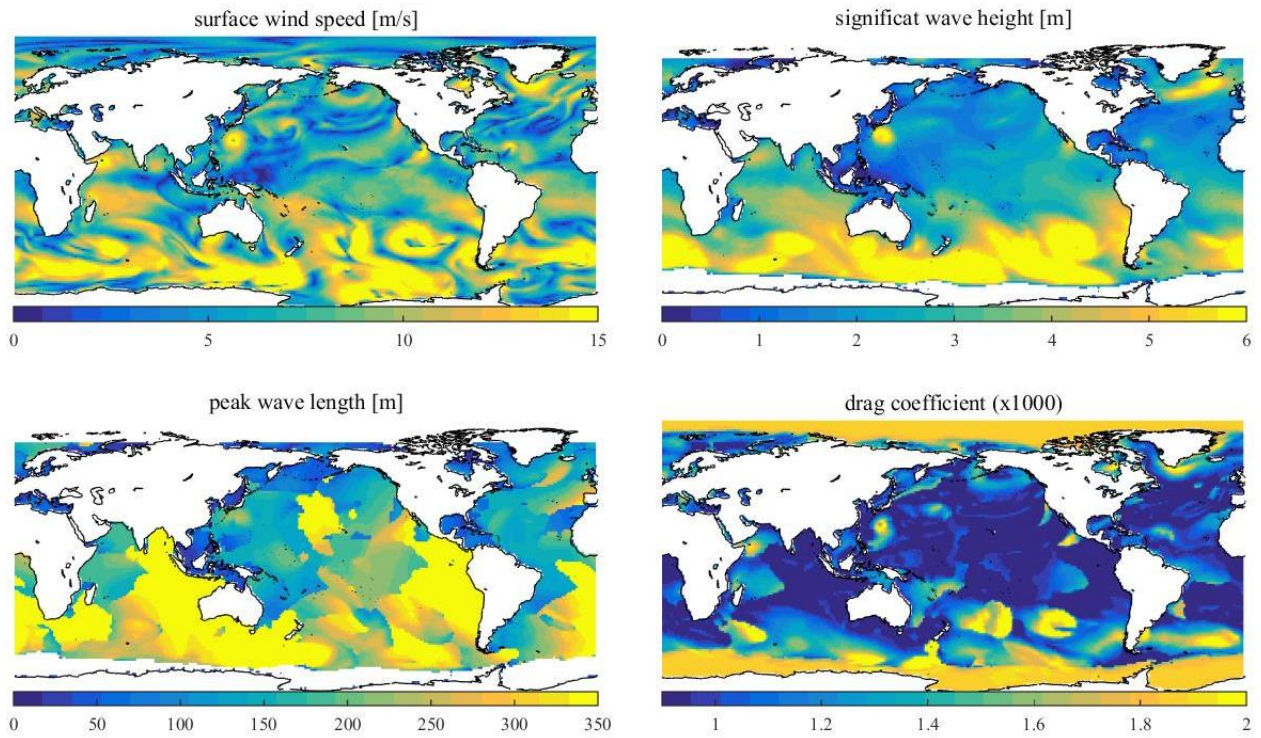 surface wind speed [m/s]
significat wave height [m]
0 5 10 15
0 1 2 3 4 5 6
peak wave length [m]
drag coefficient (x1000)
0 50 100 150 200 250 300 350
1 1.2 1.4 1.6 1.8 2